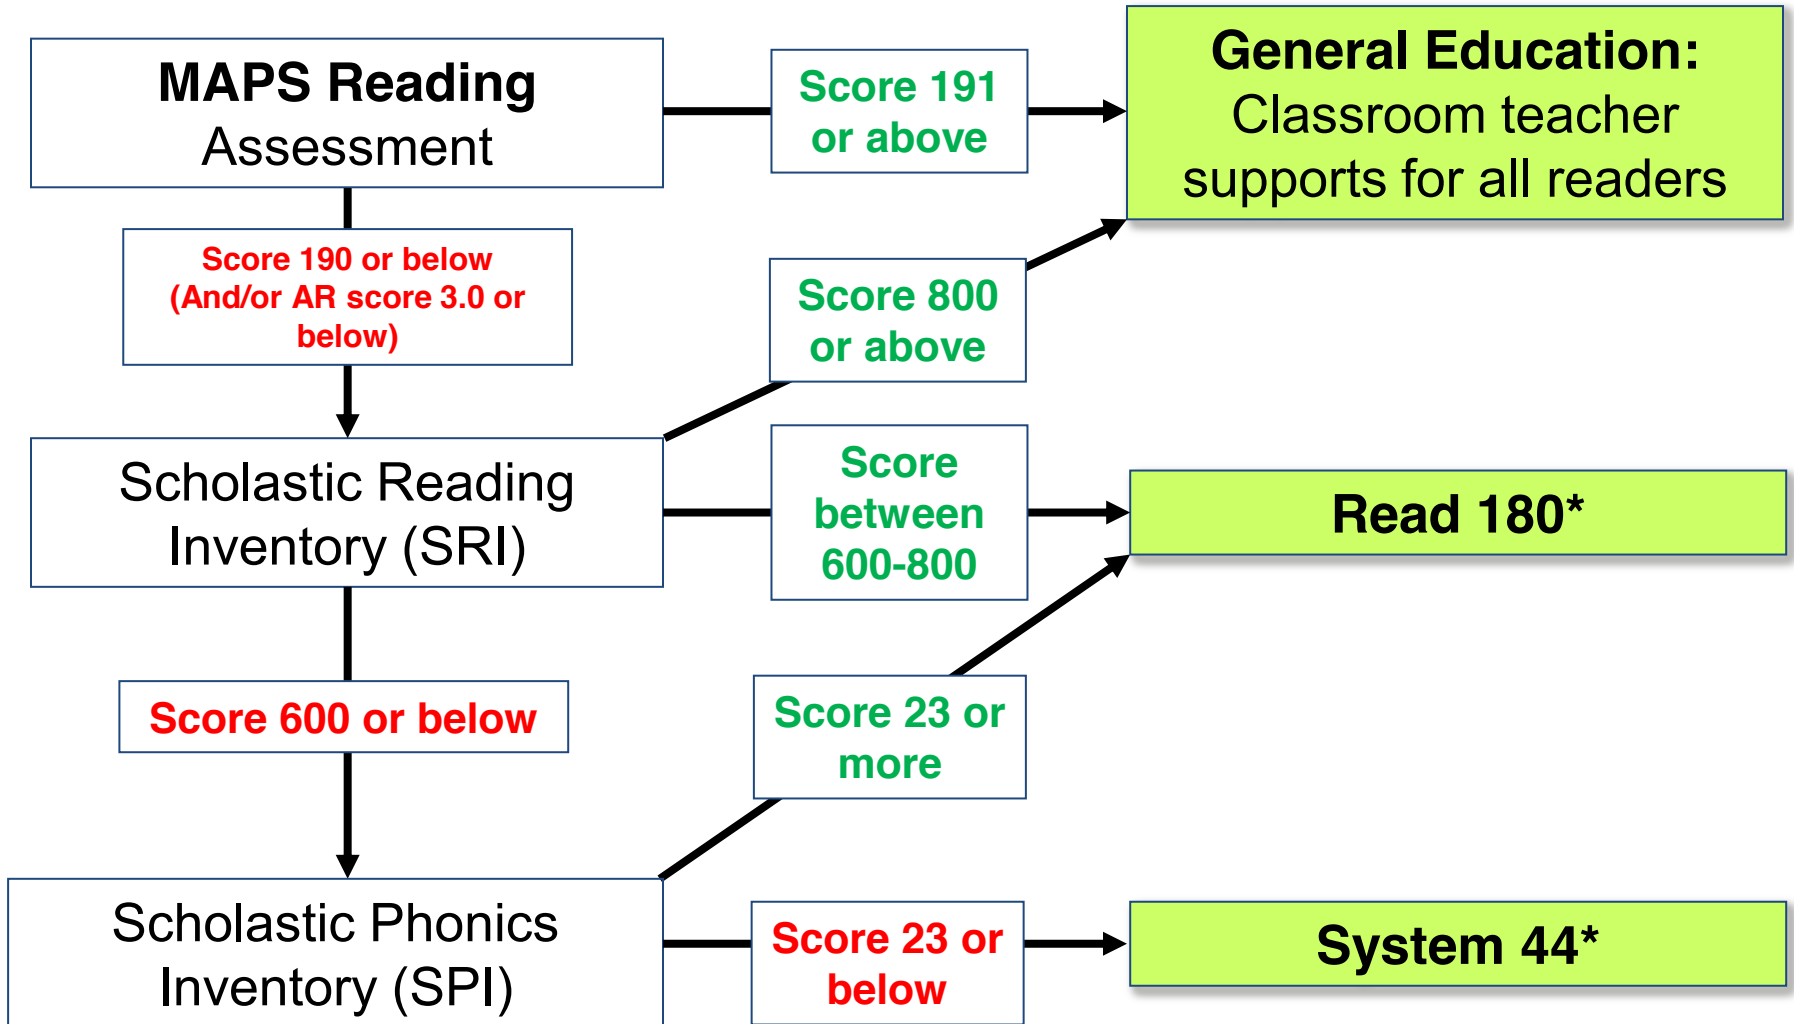 MAPS Reading
Assessment
Score 191
or above
General Education:
Classroom teacher
supports for all readers
Score 190 or below
(And/or AR score 3.0 or
below)
Score 800
or above
Scholastic Reading
Inventory (SRI)
Score
between
600-800
Read 180*
Score 600 or below
Score 23 or
more
Scholastic Phonics
Inventory (SPI)
Score 23 or
below
System 44*